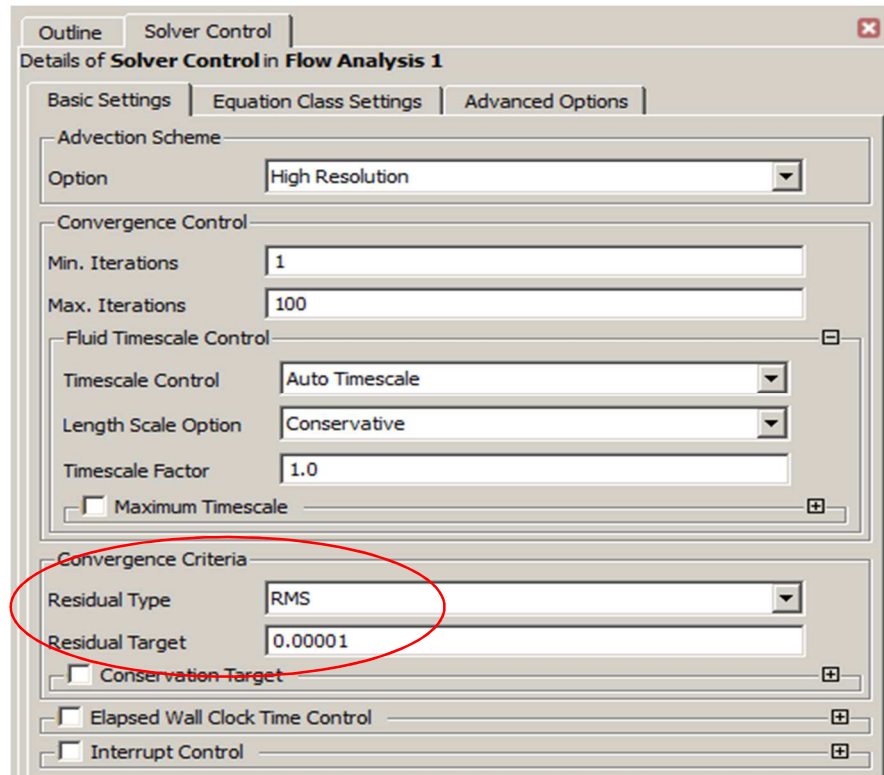 Outline Solver Control
Details of Solver Control in Flow Analysis 1
Basic Settings Equation Class Settings Advanced Options
Advection Scheme
Option High Resolution
Convergence Control
Min. Iterations 1
Max. Iterations 100
Fluid Timescale Control
Timescale Control Auto Timescale
Length Scale Option Conservative
Timescale Factor 1.0
Maximum Timescale
Convergence Criteria
Residual Type RMS
Residual Target 0.00001
Conservation Target
Elapsed Wall Clock Time Control
Interrupt Control